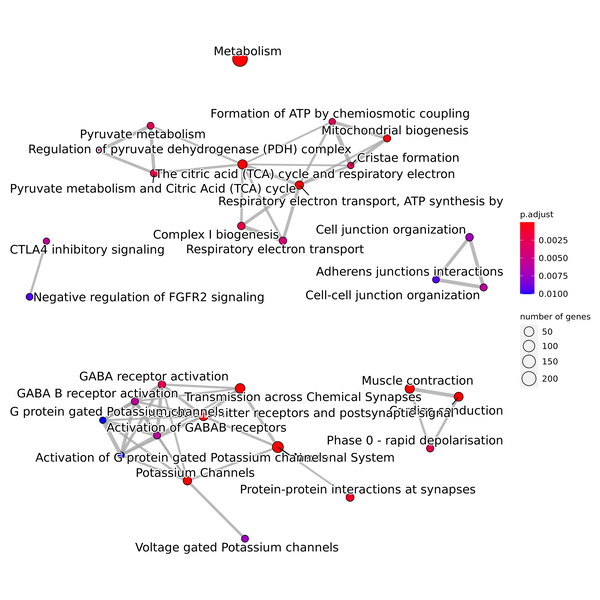 Metabolism
Formation of ATP by chemiosmotic coupling
Mitochondrial biogenesis
Pyruvate metabolism
Regulation of pyruvate dehydrogenase (PDH) complex
Cristae formation
The citric acid (TCA) cycle and respiratory electron
Pyruvate metabolism and Citric Acid (TCA) cycle
Respiratory electron transport, ATP synthesis by
Complex I biogenesis
Cell junction organization
CTLA4 inhibitory signaling
Respiratory electron transport
Adherens junctions interactions
Negative regulation of FGFR2 signaling
Cell-cell junction organization
p.adjust
0.0025
0.0050
0.0075
0.0100
number of genes
50
100
150
200
GABA receptor activation
Muscle contraction
GABA B receptor activation
Transmission across Chemical Synapses
G protein gated Potassium channels
receptors and postsynaptic signal
conduction
Activation of GABAB receptors
Phase 0 - rapid depolarisation
Activation of G protein gated Potassium channels
System
Potassium Channels
Protein-protein interactions at synapses
Voltage gated Potassium channels